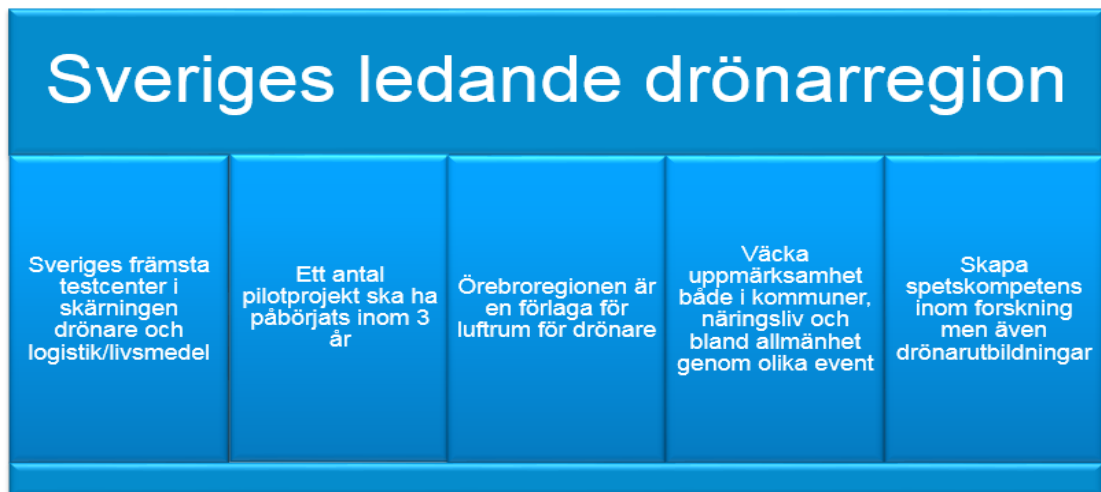 Sveriges ledande drönarregion
Sveriges främsta
testcenter i
skärningen
drönare och
logistik/livsmedel
Ett antal
pilotprojekt ska ha
påbörjats inom 3
år
Örebroregionen är
en förlaga för
luftrum för drönare
Väcka
uppmärksamhet
både i kommuner,
näringsliv och
bland allmänhet
genom olika event
Skapa
spetskompetens
inom forskning
men även
drönarutbildningar